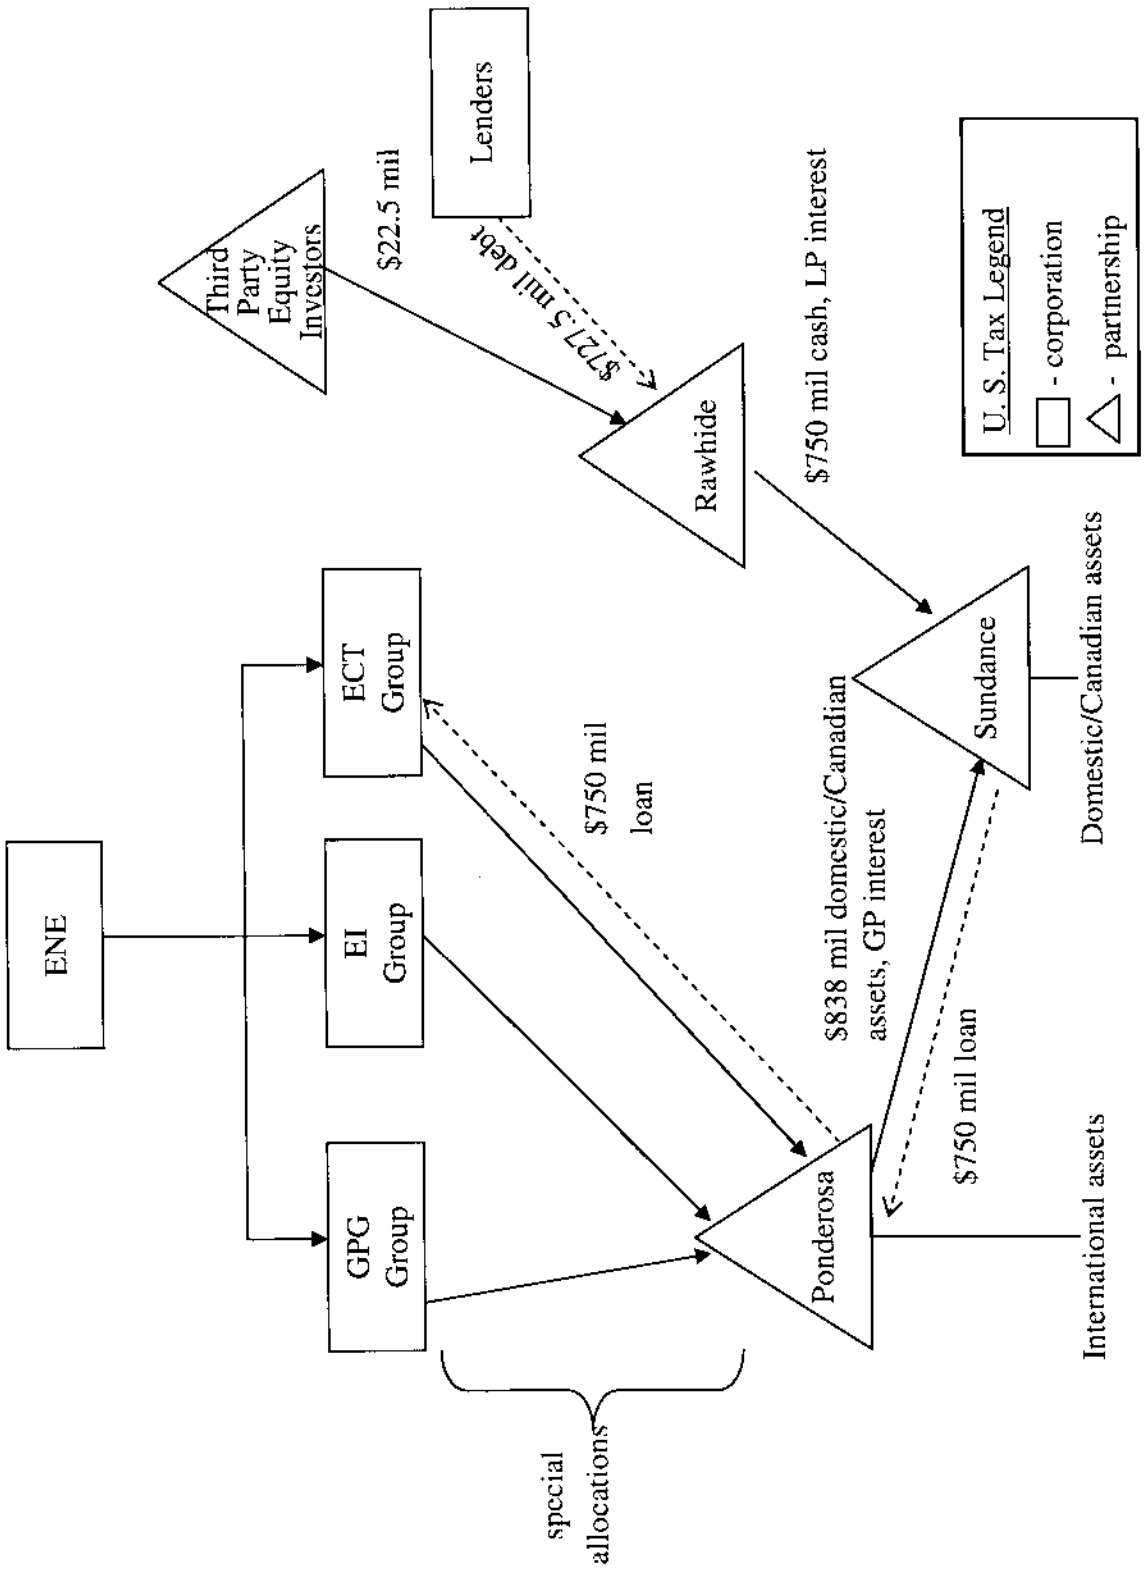 ENE
GPG
Group
EI
Group
ECT
Group
Third
Party
Equity
Investors
$22.5 mil
Lenders
$727.5 mil debt
special
allocations
$750 mil
loan
Rawhide
$750 mil cash, LP interest
Ponderosa
$838 mil domestic/Canadian
assets, GP interest
$750 mil loan
Sundance
International assets
Domestic/Canadian assets
U. S. Tax Legend
- corporation
- partnership